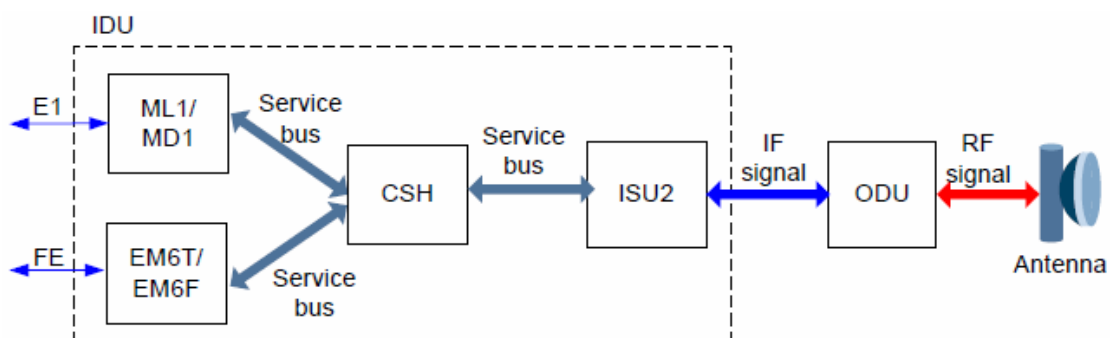 IDU
E1
ML1/
MD1
Service
bus
CSH
Service
bus
ISU2
IF
signal
ODU
RF
signal
Antenna
FE
EM6T/
EM6F
Service
bus